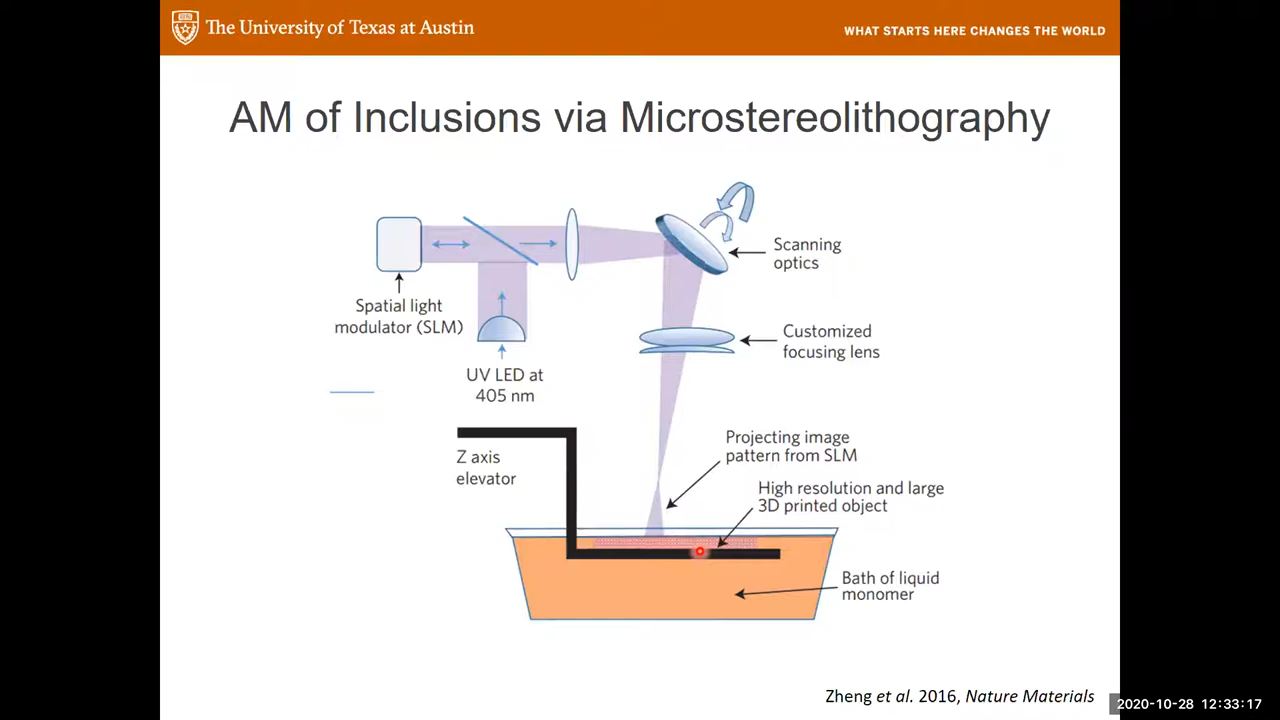 The University of Texas at Austin
WHAT STARTS HERE CHANGES THE WORLD
AM of Inclusions via Microstereolithography
Scanning
optics
Spatial light
modulator (SLM)
Customized
focusing lens
UV LED at
405 nm
Z axis
elevator
Projecting image
pattern from SLM
High resolution and large
3D printed object
Bath of liquid
monomer
Zheng et al. 2016, Nature Materials
2020-10-28 12:33:17